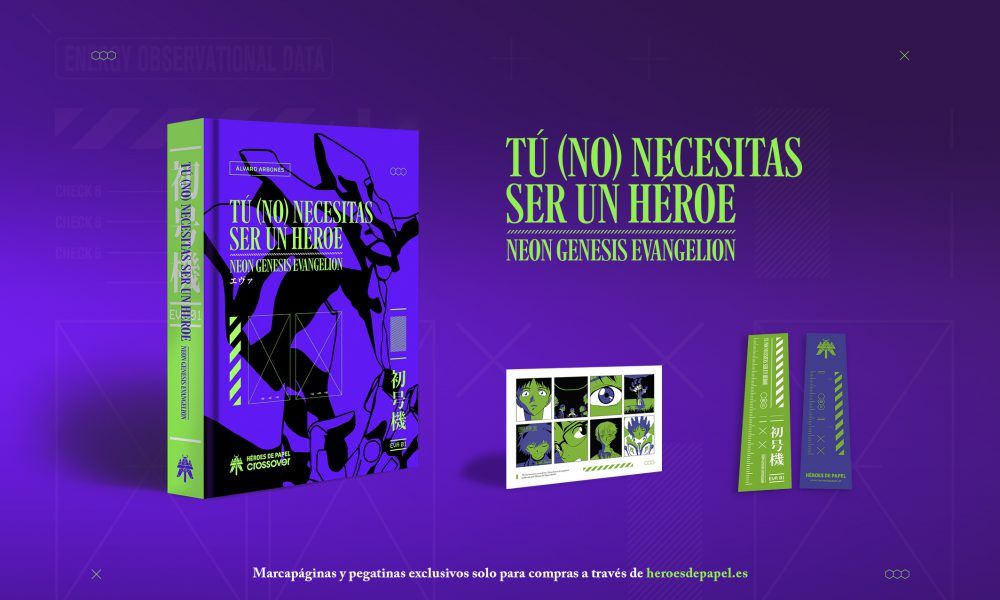 ENERGY OBSERVATIONAL DATA
CHECK 6
CHECK 6
CHECK 6
初号機
EVA 01
TÚ (NO) NECESITAS SER UN HÉROE
NEON GENESIS EVANGELION
ÁLVARO ARBONÉS
TÚ (NO) NECESITAS
SER UN HÉROE
NEON GENESIS EVANGELION
エヴァ
初号機
EVA 01
HÉROES DE PAPEL
crossover
TÚ (NO) NECESITAS
SER UN HÉROE
NEON GENESIS EVANGELION
初号機
EVA 01
HÉROES DE PAPEL
Marcapáginas y pegatinas exclusivos solo para compras a través de heroesdepapel.es